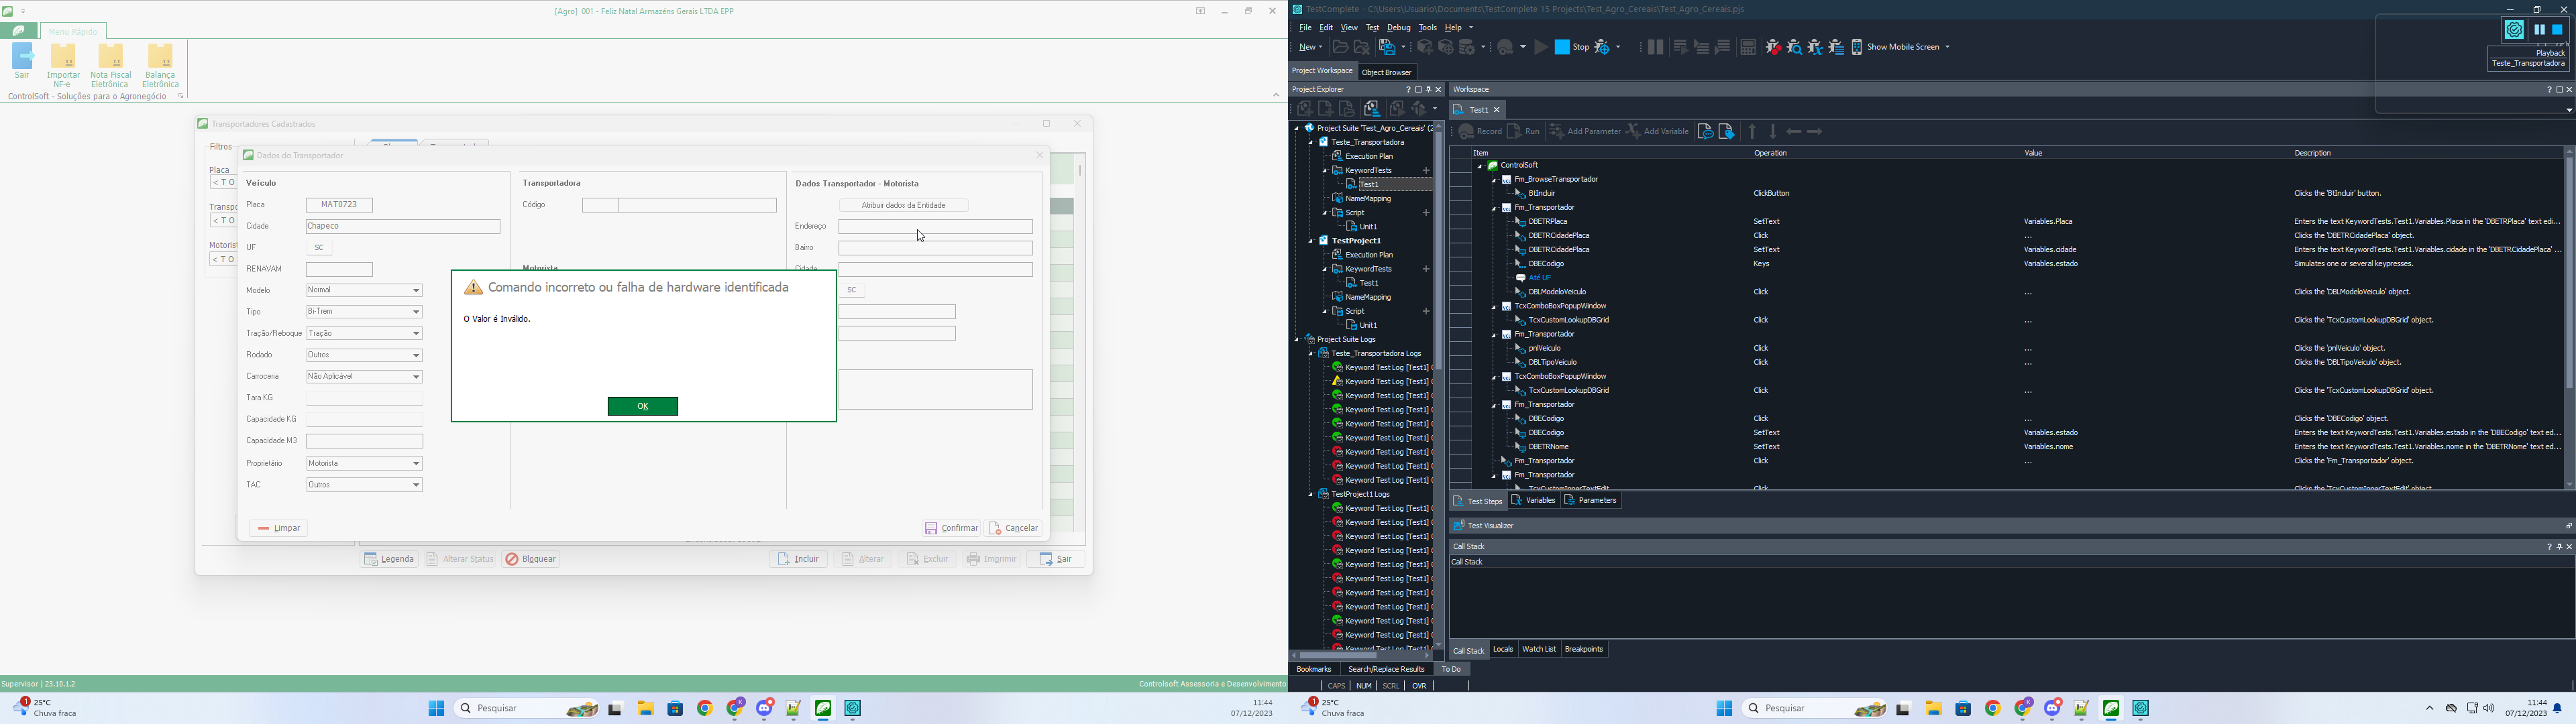 [Agro] 001 - Feliz Natal Armazéns Gerais LTDA EPP
Menu Rápido
Sair
Importar NF-e
Nota Fiscal Eletrônica
Balança Eletrônica
ControlSoft - Soluções para o Agronegócio
Transportadores Cadastrados
Filtros
Placa
< T O
Transpo
< T O
Motorist
< T O
Dados do Transportador
Veículo
Placa
MAT0723
Cidade
Chapeco
UF
SC
RENAVAM
Modelo
Normal
Tipo
Bi-Trem
Tração/Reboque
Tração
Rodado
Outros
Carroceria
Não Aplicável
Tara KG
Capacidade KG
Capacidade M3
Proprietário
Motorista
TAC
Outros
Transportadora
Código
Motorista
Dados Transportador - Motorista
Atribuir dados da Entidade
Endereço
Bairro
Cidade
SC
Comando incorreto ou falha de hardware identificada
O Valor é Inválido.
OK
Limpar
Confirmar
Cancelar
Legenda
Alterar Status
Bloquear
Incluir
Alterar
Excluir
Imprimir
Sair
Supervisor | 23.16.1.2
Controlsoft Assessoria e Desenvolvimento
1
25°C
Chuva fraca
Pesquisar
11:44
07/12/2023
TestComplete - C:\Users\Usuario\Documents\TestComplete 15 Projects\Test_Agro_Cereais\Test_Agro_Cereais.pjs
File Edit View Test Debug Tools Help
New
Stop
Show Mobile Screen
Playback
Teste_Transportadora
Project Workspace
Object Browser
Project Explorer
Project Suite 'Test_Agro_Cereais' (2
Teste_Transportadora
Execution Plan
KeywordTests
Test1
NameMapping
Script
Unit1
TestProject1
Execution Plan
KeywordTests
Test1
NameMapping
Script
Unit1
Project Suite Logs
Teste_Transportadora Logs
Keyword Test Log [Test1]
Keyword Test Log [Test1]
Keyword Test Log [Test1]
Keyword Test Log [Test1]
Keyword Test Log [Test1]
Keyword Test Log [Test1]
Keyword Test Log [Test1]
Keyword Test Log [Test1]
Keyword Test Log [Test1]
TestProject1 Logs
Keyword Test Log [Test1]
Keyword Test Log [Test1]
Keyword Test Log [Test1]
Keyword Test Log [Test1]
Keyword Test Log [Test1]
Keyword Test Log [Test1]
Keyword Test Log [Test1]
Keyword Test Log [Test1]
Keyword Test Log [Test1]
Keyword Test Log [Test1]
Keyword Test Log [Test1]
Bookmarks
Search/Replace Results
To Do
CAPS NUM SCRL OVR
Workspace
Test1
Record
Run
Add Parameter
Add Variable
Item Operation Value Description
ControlSoft
Fm_BrowseTransportador
BtIncluir ClickButton Clicks the 'BtIncluir' button.
Fm_Transportador
DBETRPlaca SetText Variables.Placa Enters the text KeywordTests.Test1.Variables.Placa in the 'DBETRPlaca' text edi...
DBETRCidadePlaca Click ... Clicks the 'DBETRCidadePlaca' object.
DBETRCidadePlaca SetText Variables.cidade Enters the text KeywordTests.Test1.Variables.cidade in the 'DBETRCidadePlaca' ...
DBECodigo Keys Variables.estado Simulates one or several keypresses.
Até UF
DBLModeloVeiculo Click ... Clicks the 'DBLModeloVeiculo' object.
TcxComboBoxPopupWindow
TcxCustomLookupDBGrid Click ... Clicks the 'TcxCustomLookupDBGrid' object.
Fm_Transportador
pnlVeiculo Click ... Clicks the 'pnlVeiculo' object.
DBLTipoVeiculo Click ... Clicks the 'DBLTipoVeiculo' object.
TcxComboBoxPopupWindow
TcxCustomLookupDBGrid Click ... Clicks the 'TcxCustomLookupDBGrid' object.
Fm_Transportador
DBECodigo Click ... Clicks the 'DBECodigo' object.
DBECodigo SetText Variables.estado Enters the text KeywordTests.Test1.Variables.estado in the 'DBECodigo' text ed...
DBETRNome SetText Variables.nome Enters the text KeywordTests.Test1.Variables.nome in the 'DBETRNome' text edi...
Fm_Transportador Click ... Clicks the 'Fm_Transportador' object.
Fm_Transportador
TcxCustomInnerTextEdit Click ... Clicks the 'TcxCustomInnerTextEdit' object.
Test Steps
Variables
Parameters
Test Visualizer
Call Stack
Call Stack
Call Stack
Locals
Watch List
Breakpoints
1
25°C
Chuva fraca
Pesquisar
11:44
07/12/2023